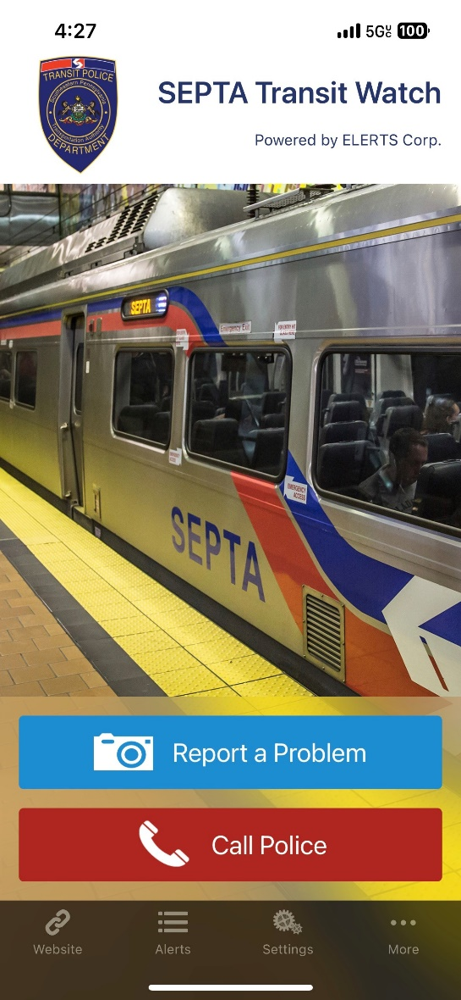 4:27
5GUC
100
TRANSIT POLICE
Southeastern Pennsylvania
Transportation Authority
DEPARTMENT
SEPTA Transit Watch
Powered by ELERTS Corp.
SEPTA
Emergency Exit
EMERGENCY
ACCESS
SEPTA
Report a Problem
Call Police
Website
Alerts
Settings
More